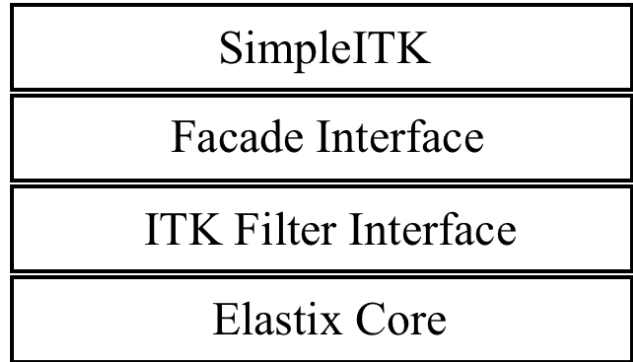 SimpleITK
Facade Interface
ITK Filter Interface
Elastix Core